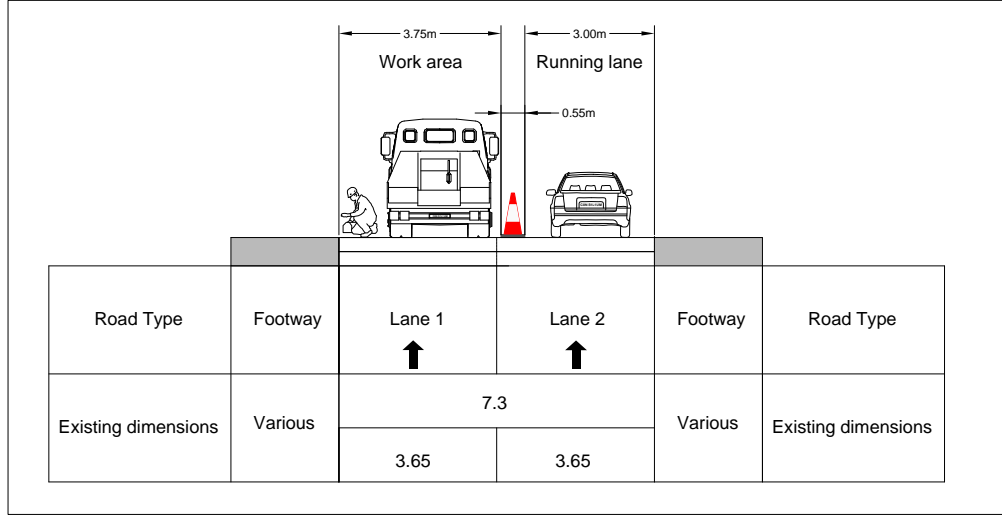 3.75m
3.00m
Work area
Running lane
0.55m
Road Type
Footway
Lane 1
Lane 2
Footway
Road Type
Existing dimensions
Various
7.3
Various
Existing dimensions
3.65
3.65